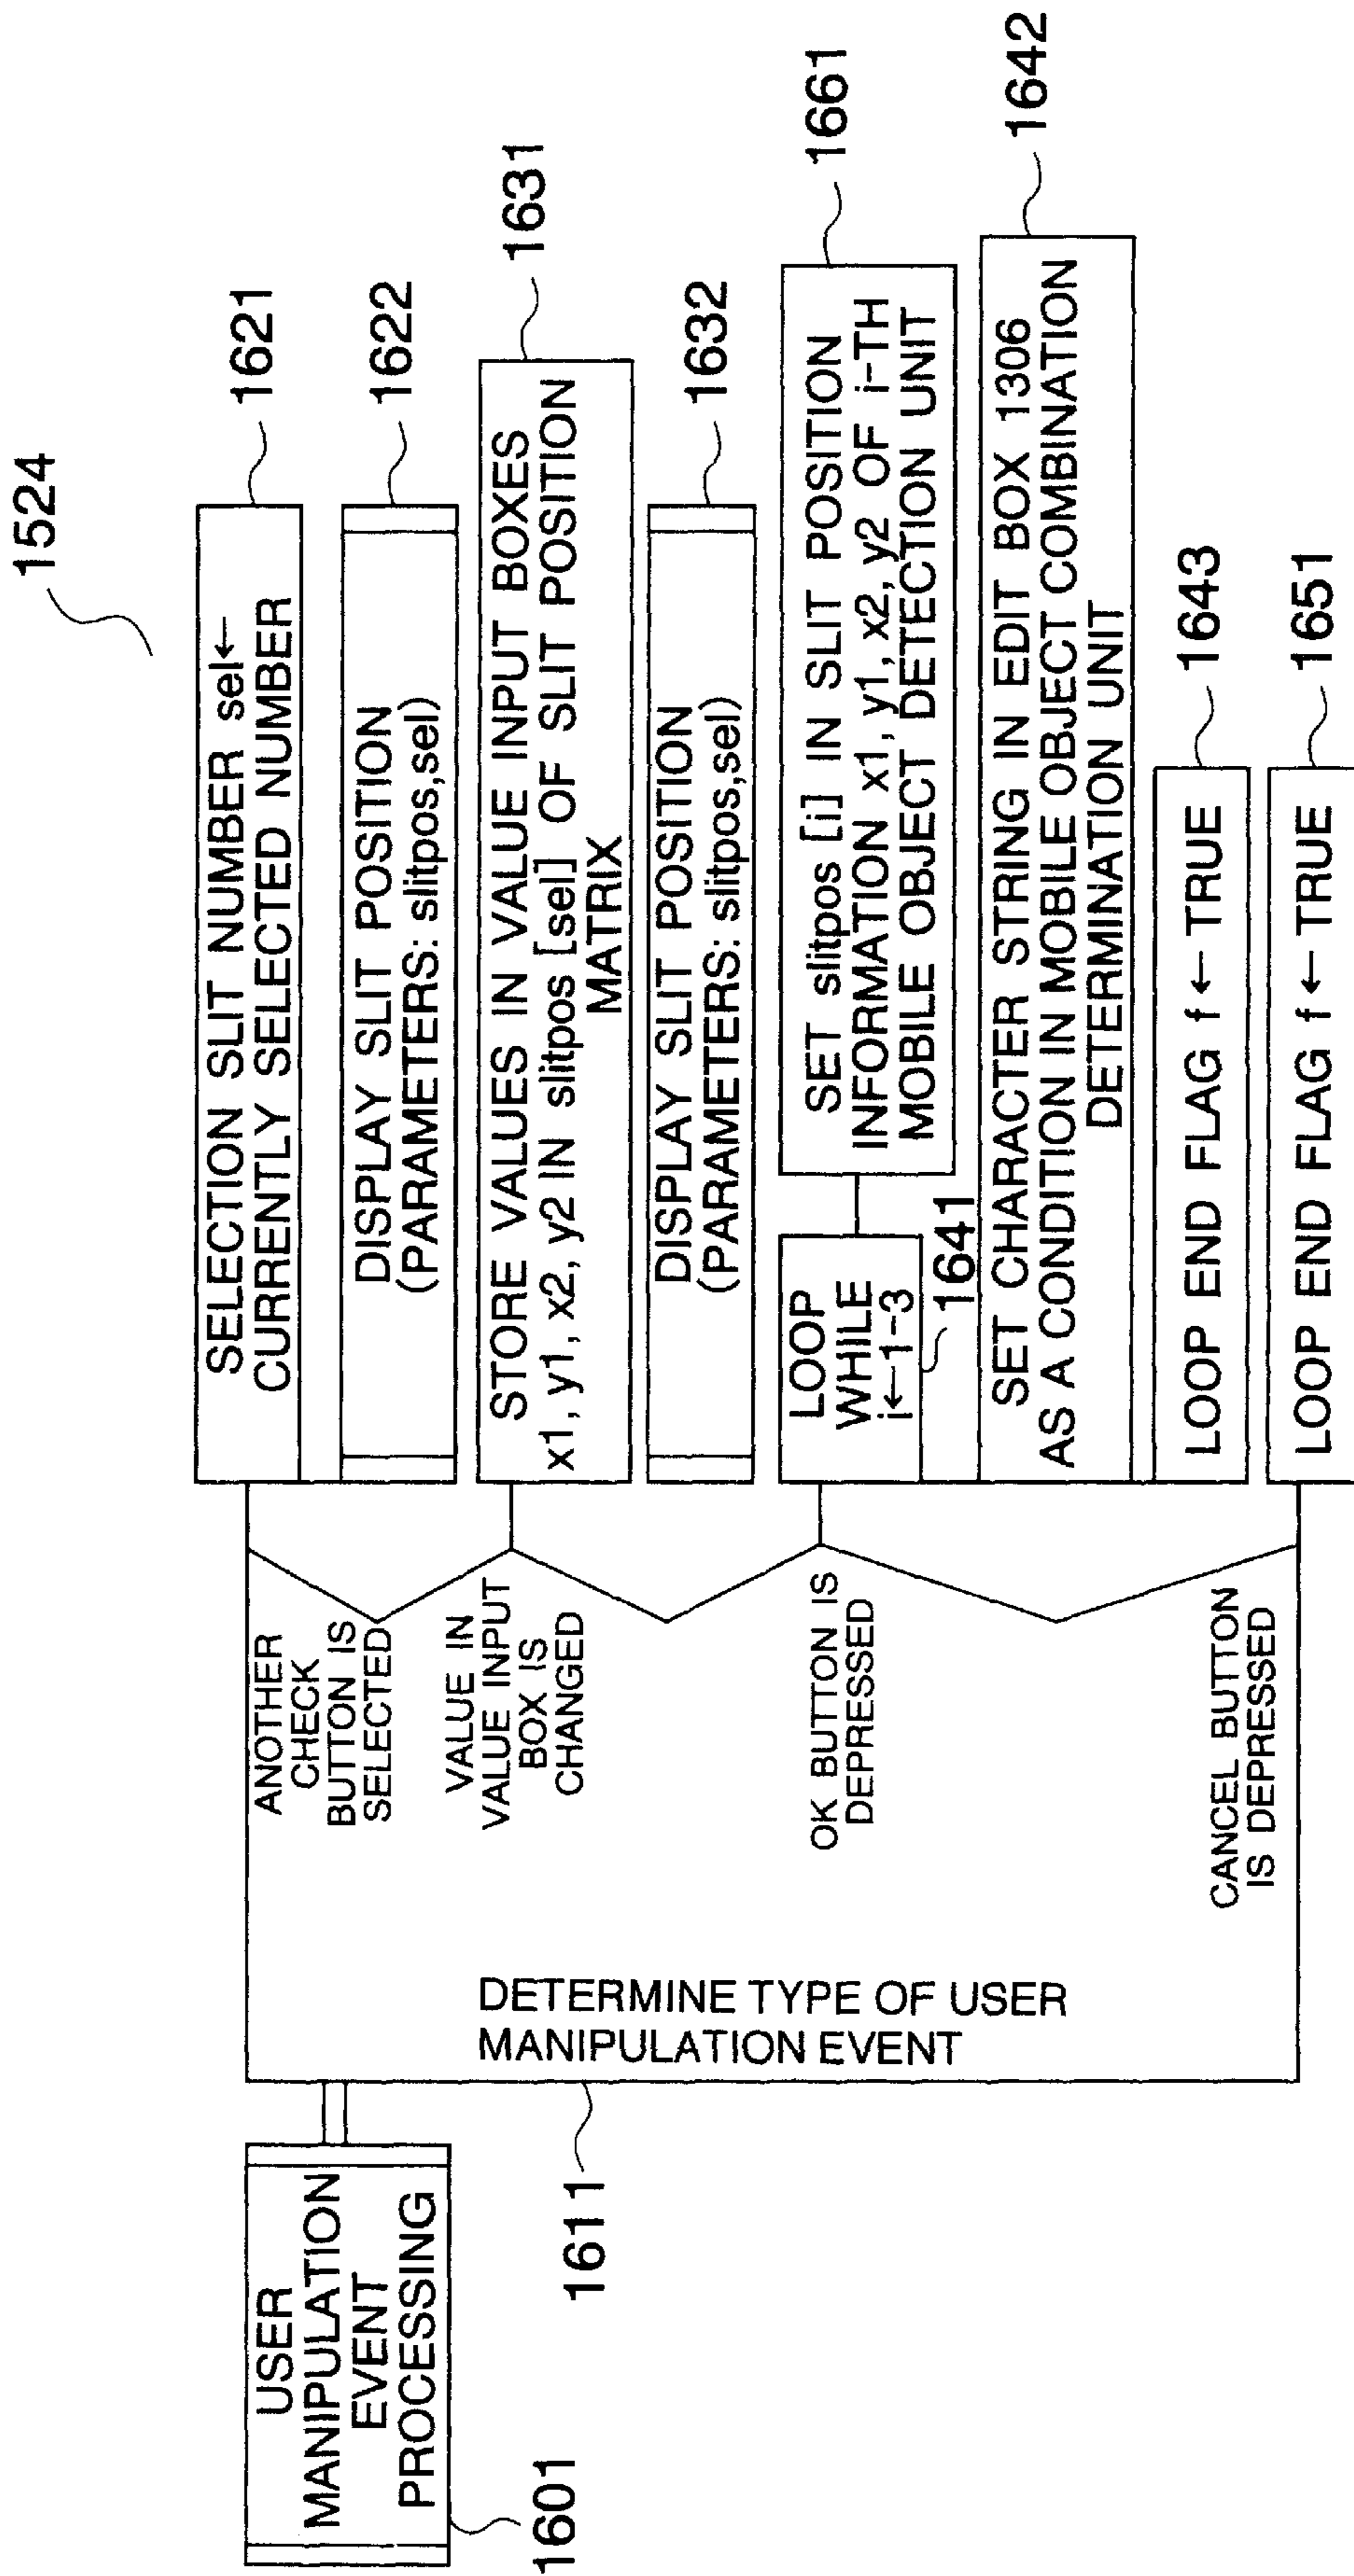 1524
USER
MANIPULATION
EVENT
PROCESSING
1601
DETERMINE TYPE OF USER
MANIPULATION EVENT
1611
ANOTHER
CHECK
BUTTON IS
SELECTED
SELECTION SLIT NUMBER sel←
CURRENTLY SELECTED NUMBER
1621
DISPLAY SLIT POSITION
(PARAMETERS: slitpos,sel)
1622
VALUE IN
VALUE INPUT
BOX IS
CHANGED
STORE VALUES IN VALUE INPUT BOXES
x1, y1, x2, y2 IN slitpos [sel] OF SLIT POSITION
MATRIX
1631
DISPLAY SLIT POSITION
(PARAMETERS: slitpos,sel)
1632
OK BUTTON IS
DEPRESSED
LOOP
WHILE
i←1-3
1641
SET slitpos [i] IN SLIT POSITION
INFORMATION x1, y1, x2, y2 OF i-TH
MOBILE OBJECT DETECTION UNIT
1661
SET CHARACTER STRING IN EDIT BOX 1306
AS A CONDITION IN MOBILE OBJECT COMBINATION
DETERMINATION UNIT
1642
LOOP END FLAG f ← TRUE
1643
CANCEL BUTTON
IS DEPRESSED
LOOP END FLAG f ← TRUE
1651